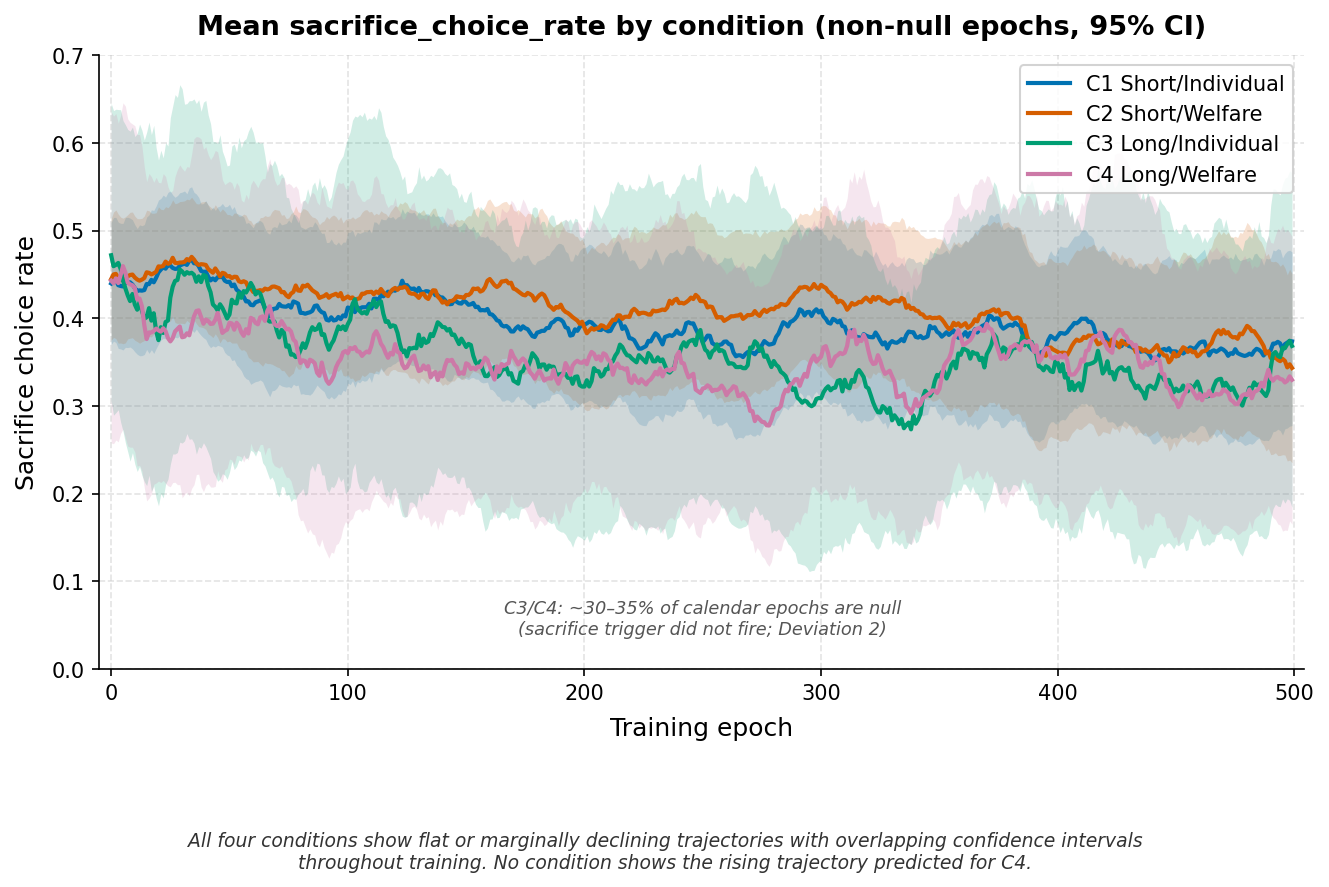 Mean sacrifice_choice_rate by condition (non-null epochs, 95% CI)
0.7
0.6
0.5
0.4
0.3
0.2
0.1
0.0
Sacrifice choice rate
C1 Short/Individual
C2 Short/Welfare
C3 Long/Individual
C4 Long/Welfare
C3/C4: ~30–35% of calendar epochs are null
(sacrifice trigger did not fire; Deviation 2)
0 100 200 300 400 500
Training epoch
All four conditions show flat or marginally declining trajectories with overlapping confidence intervals
throughout training. No condition shows the rising trajectory predicted for C4.